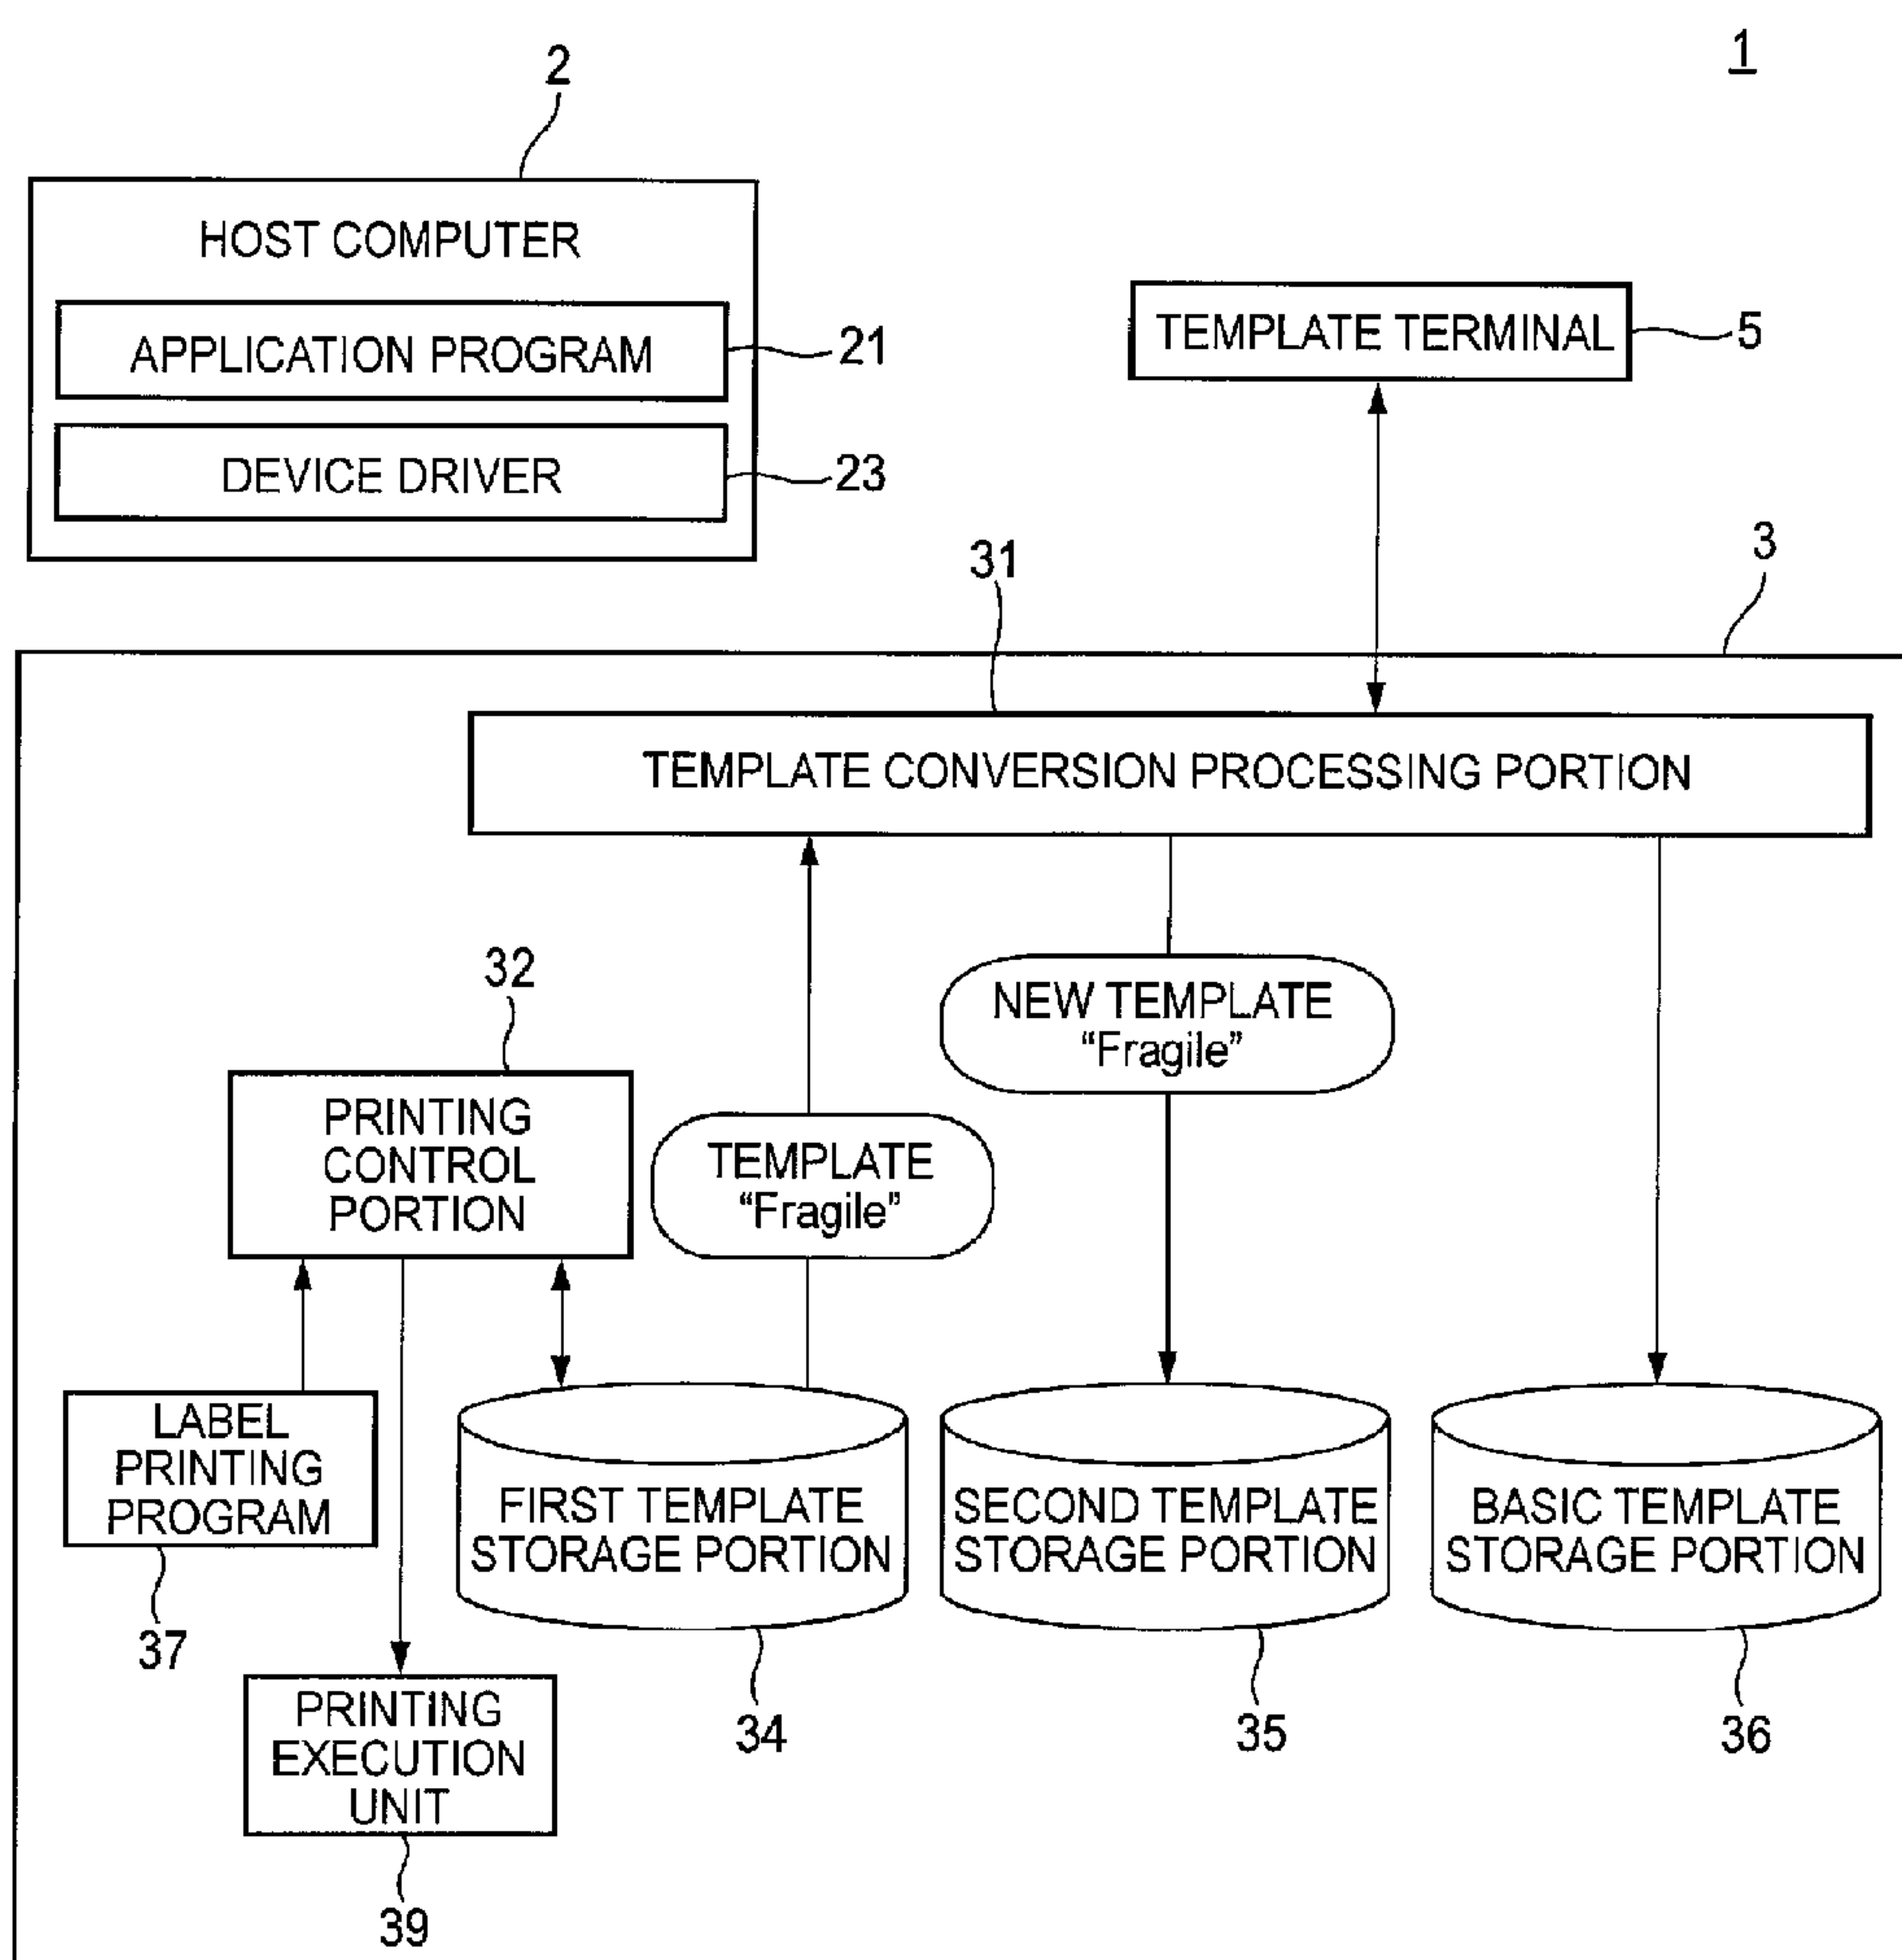 1
2
HOST COMPUTER
APPLICATION PROGRAM
21
DEVICE DRIVER
23
TEMPLATE TERMINAL
5
3
31
TEMPLATE CONVERSION PROCESSING PORTION
32
PRINTING
CONTROL
PORTION
TEMPLATE
“Fragile”
NEW TEMPLATE
“Fragile”
LABEL
PRINTING
PROGRAM
37
FIRST TEMPLATE
STORAGE PORTION
34
SECOND TEMPLATE
STORAGE PORTION
35
BASIC TEMPLATE
STORAGE PORTION
36
PRINTING
EXECUTION
UNIT
39